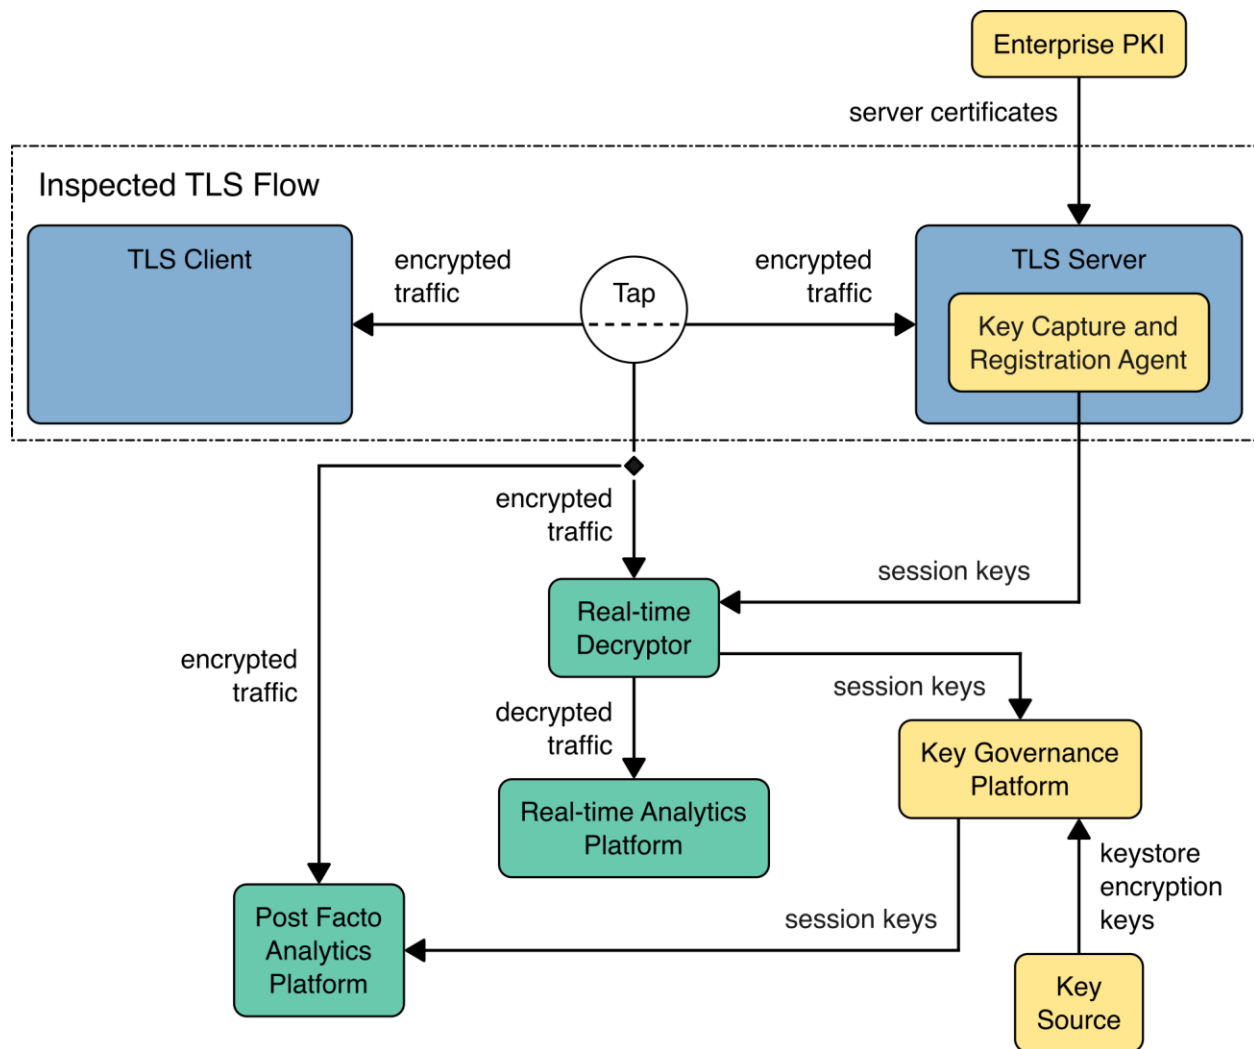 Enterprise PKI
server certificates
Inspected TLS Flow
TLS Client
encrypted
traffic
Tap
encrypted
traffic
TLS Server
Key Capture and
Registration Agent
encrypted
traffic
session keys
Real-time
Decryptor
encrypted
traffic
session keys
decrypted
traffic
Key Governance
Platform
Real-time Analytics
Platform
keystore
encryption
keys
Post Facto
Analytics
Platform
session keys
Key
Source